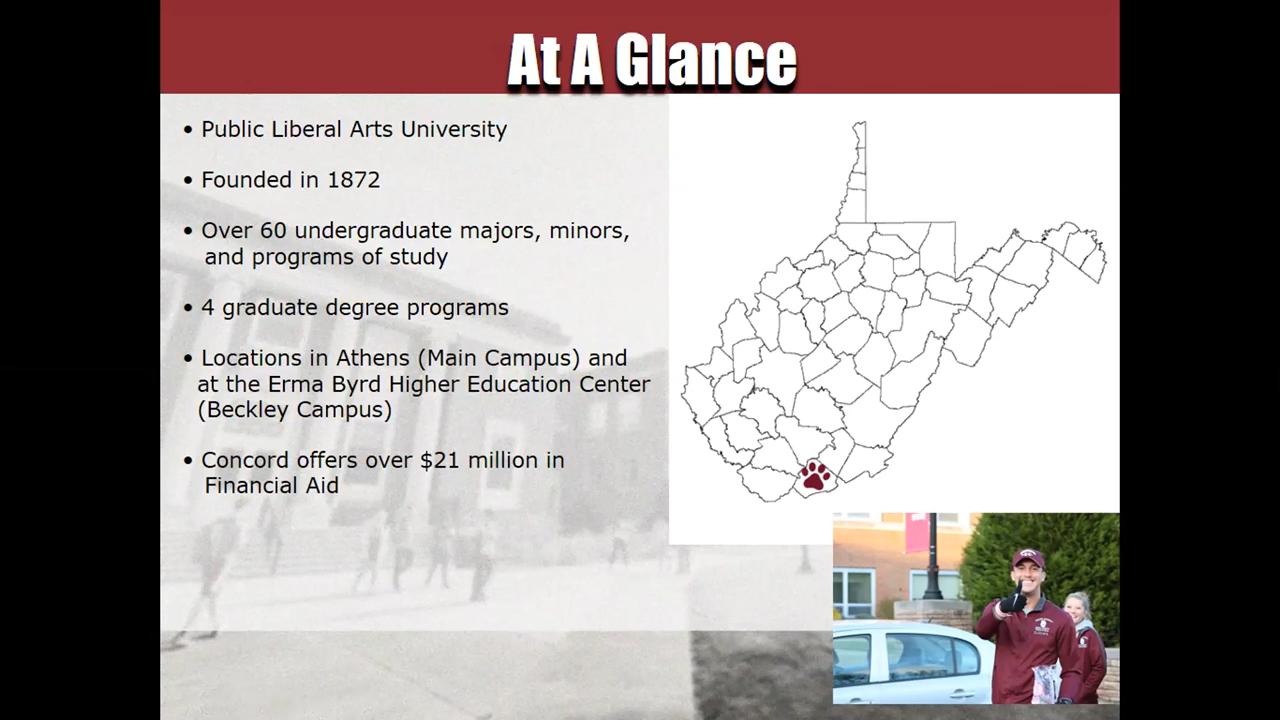 At A Glance
• Public Liberal Arts University
• Founded in 1872
• Over 60 undergraduate majors, minors,
and programs of study
• 4 graduate degree programs
• Locations in Athens (Main Campus) and
at the Erma Byrd Higher Education Center
(Beckley Campus)
• Concord offers over $21 million in
Financial Aid